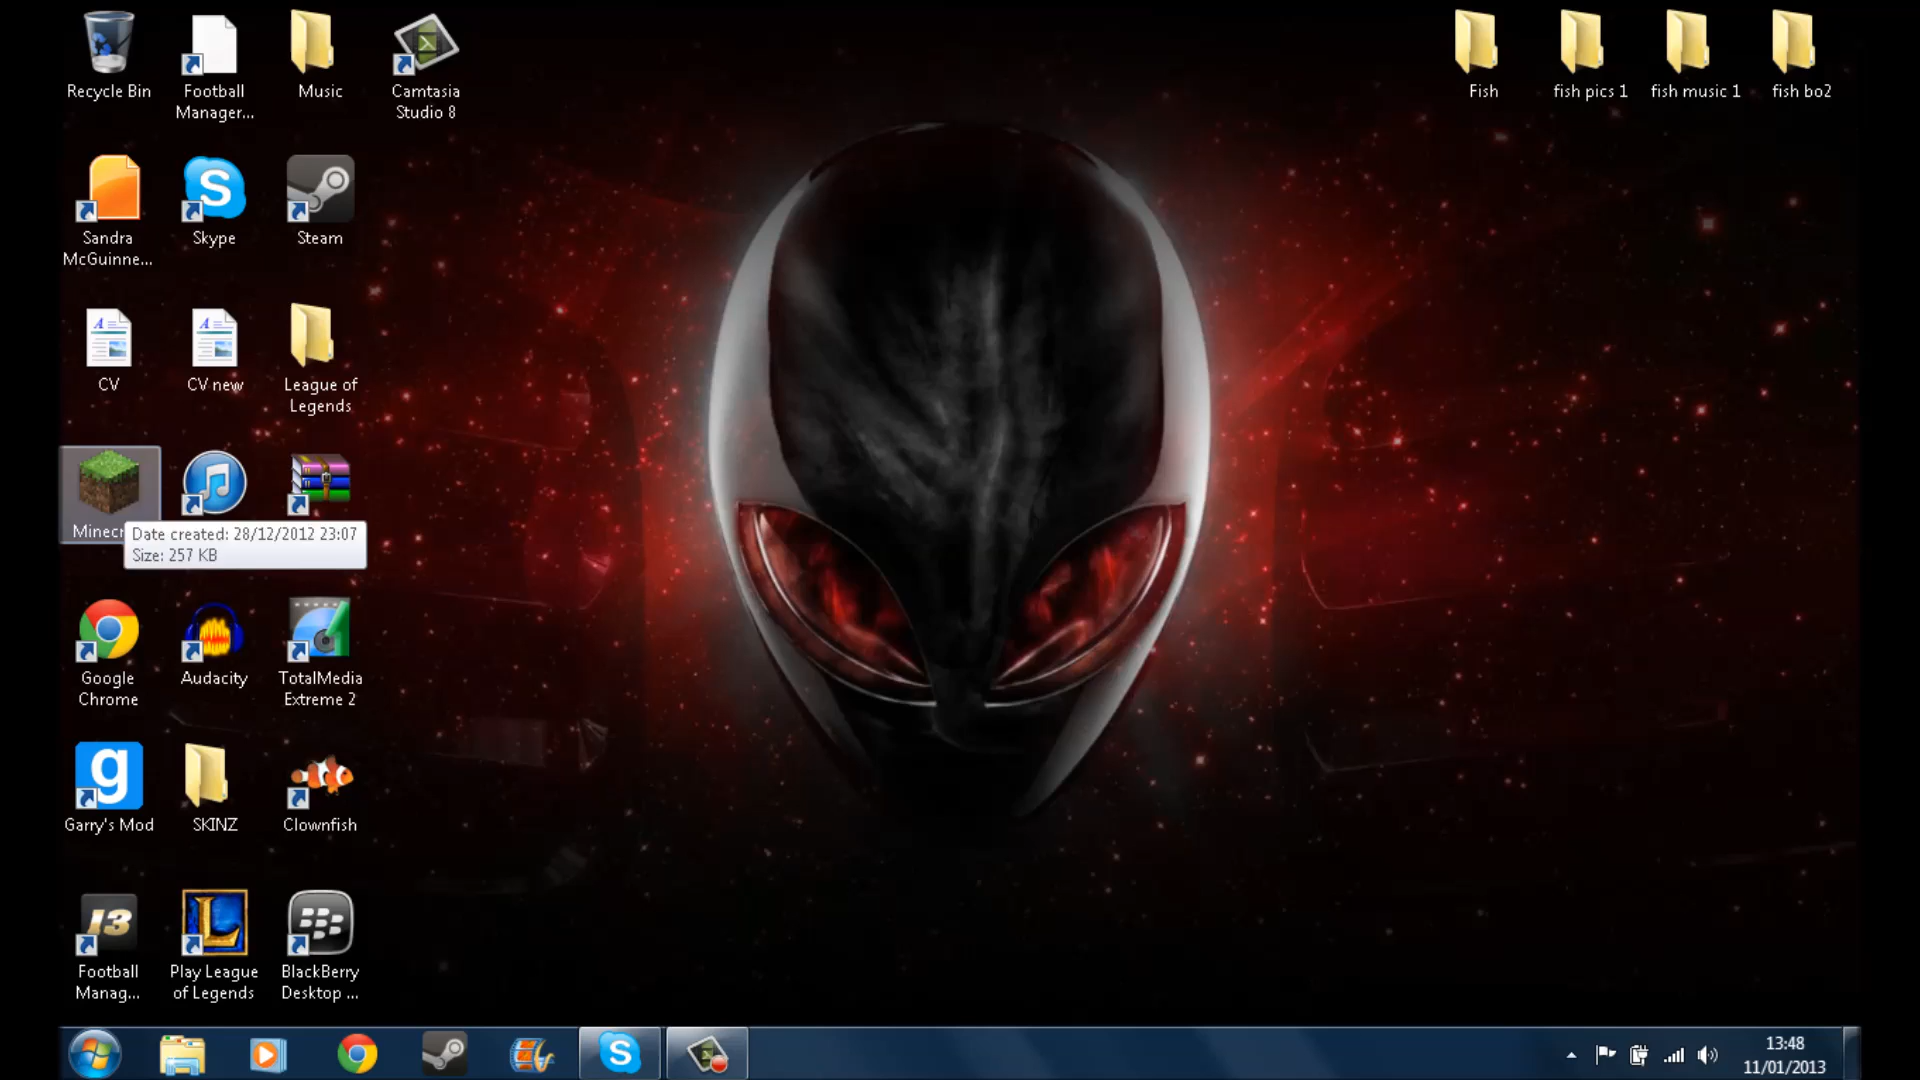 Recycle Bin
Football
Manager...
Music
Camtasia
Studio 8
Fish
fish pics 1
fish music 1
fish bo2
Sandra
McGuinne...
Skype
Steam
CV
CV new
League of
Legends
Minecr
Date created: 28/12/2012 23:07
Size: 257 KB
Google
Chrome
Audacity
TotalMedia
Extreme 2
g
Garry's Mod
SKINZ
Clownfish
13
Football
Manag...
L
Play League
of Legends
BlackBerry
Desktop ...
13:48
11/01/2013